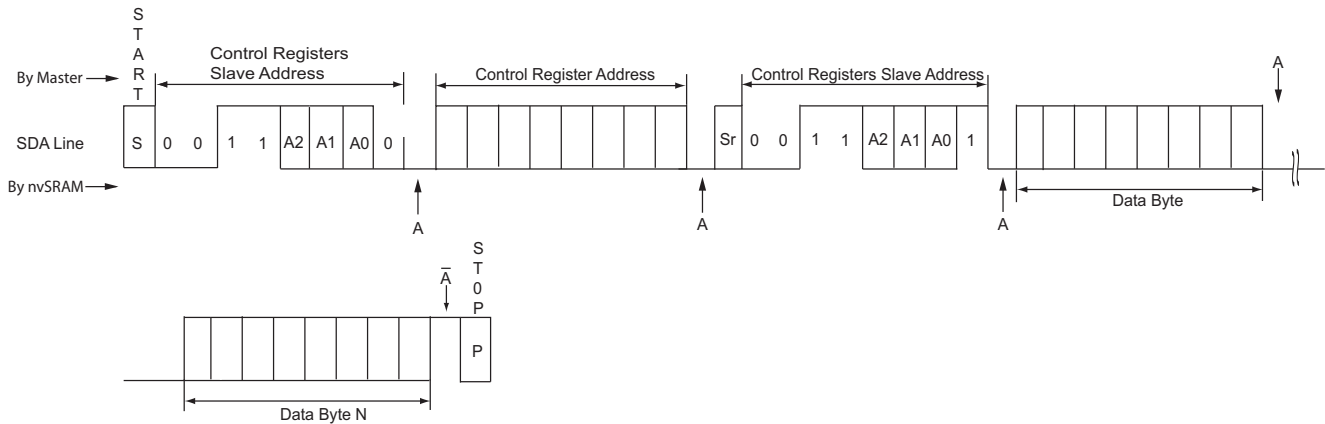 START
Control Registers
Slave Address
By Master
Control Register Address
Control Registers Slave Address
A
SDA Line
S 0 0 1 1 A2 A1 A0 0
Sr 0 0 1 1 A2 A1 A0 1
By nvSRAM
A
A
A
Data Byte
ST0P
A̅
P
Data Byte N